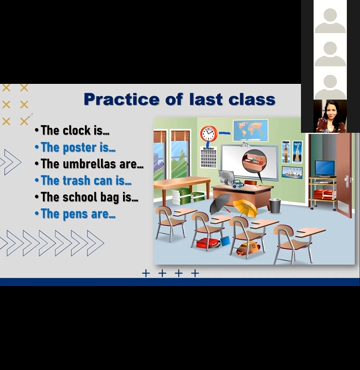 Practice of last class
• The clock is...
• The poster is...
• The umbrellas are...
• The trash can is...
• The school bag is...
• The pens are...